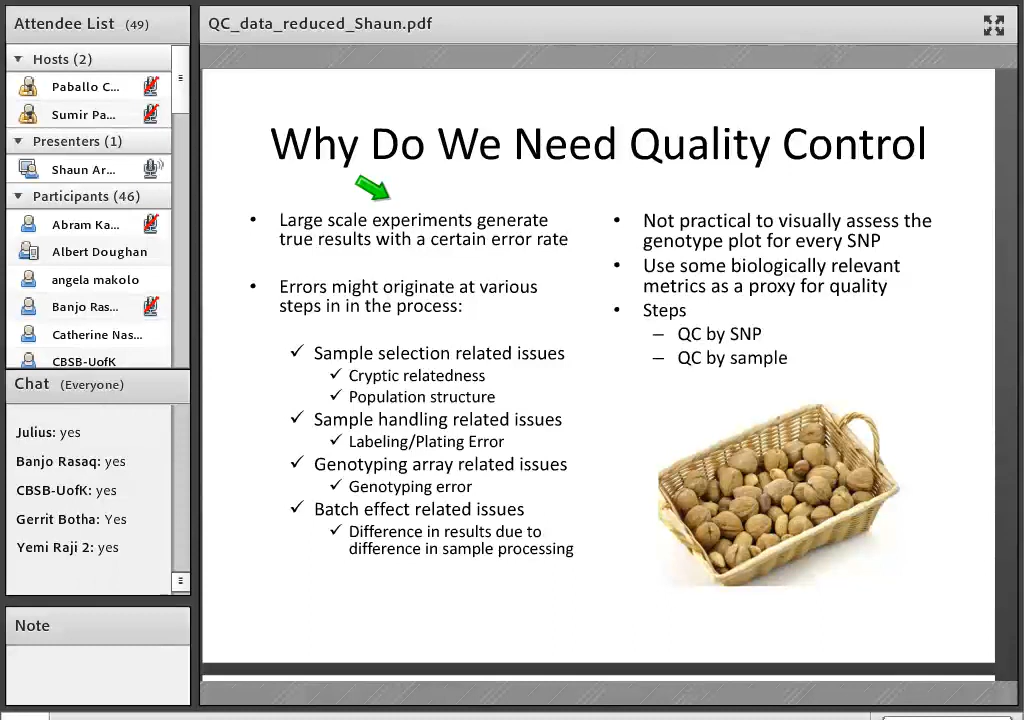 Attendee List (49)
Hosts (2)
Paballo C...
Sumir Pa...
Presenters (1)
Shaun Ar...
Participants (46)
Abram Ka...
Albert Doughan
angela makolo
Banjo Ras...
Catherine Nas...
CBSB-UofK
Chat (Everyone)
Julius: yes
Banjo Rasaq: yes
CBSB-UofK: yes
Gerrit Botha: Yes
Yemi Raji 2: yes
Note
QC_data_reduced_Shaun.pdf
Why Do We Need Quality Control
• Large scale experiments generate
true results with a certain error rate
• Errors might originate at various
steps in in the process:
✓ Sample selection related issues
✓ Cryptic relatedness
✓ Population structure
✓ Sample handling related issues
✓ Labeling/Plating Error
✓ Genotyping array related issues
✓ Genotyping error
✓ Batch effect related issues
✓ Difference in results due to
difference in sample processing
• Not practical to visually assess the
genotype plot for every SNP
• Use some biologically relevant
metrics as a proxy for quality
• Steps
– QC by SNP
– QC by sample